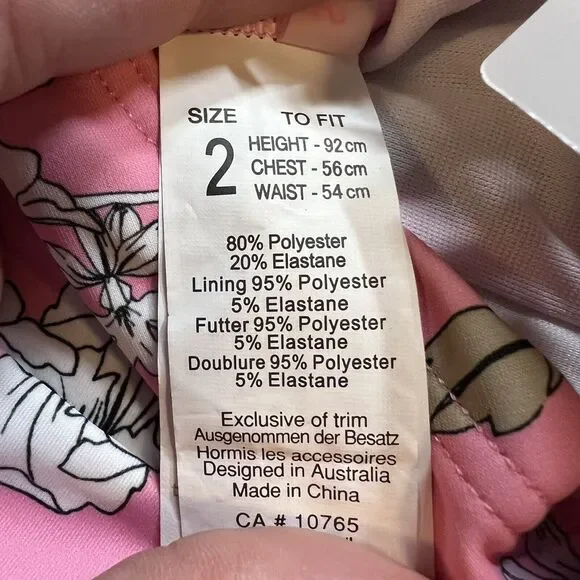 SIZE TO FIT
2 HEIGHT - 92cm
CHEST - 56cm
WAIST - 54cm
80% Polyester
20% Elastane
Lining 95% Polyester
5% Elastane
Futter 95% Polyester
5% Elastane
Doublure 95% Polyester
5% Elastane
Exclusive of trim
Ausgenommen der Besatz
Hormis les accessoires
Designed in Australia
Made in China
CA # 10765